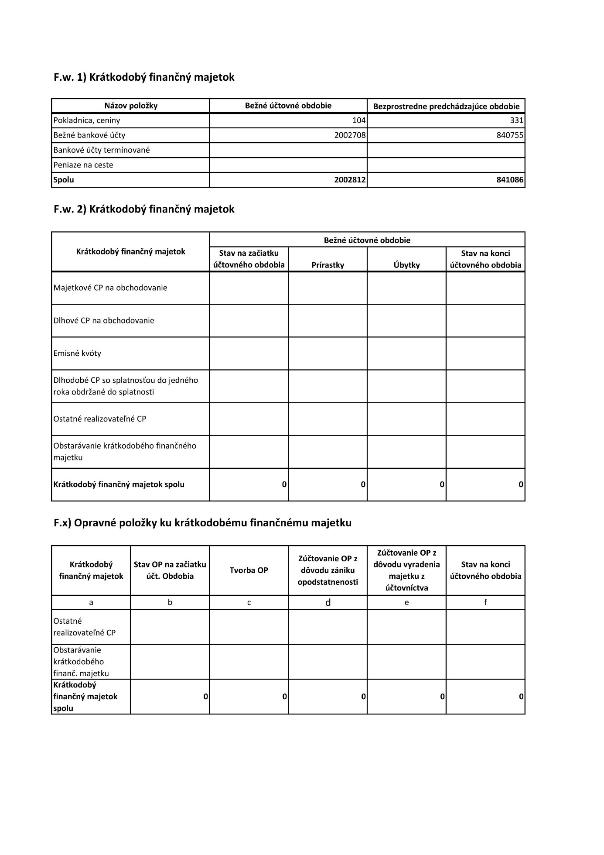 F.w. 1) Krátkodobý finančný majetok
Názov položky Bežné účtovné obdobie Bezprostredne predchádzajúce obdobie
Pokladnica, ceniny 104 331
Bežné bankové účty 2002708 840755
Bankové účty termínované
Peniaze na ceste
Spolu 2002812 841086
F.w. 2) Krátkodobý finančný majetok
Krátkodobý finančný majetok
Bežné účtovné obdobie
Stav na začiatku
účtovného obdobia
Prírastky
Úbytky
Stav na konci
účtovného obdobia
Majetkové CP na obchodovanie
Dlhové CP na obchodovanie
Emisné kvóty
Dlhodobé CP so splatnosťou do jedného
roka obdržané do splatnosti
Ostatné realizovateľné CP
Obstarávanie krátkodobého finančného
majetku
Krátkodobý finančný majetok spolu 0 0 0 0
F.x) Opravné položky ku krátkodobému finančnému majetku
Krátkodobý
finančný majetok
Stav OP na začiatku
účt. Obdobia
Tvorba OP
Zúčtovanie OP z
dôvodu zániku
opodstatnenosti
Zúčtovanie OP z
dôvodu vyradenia
majetku z
účtovníctva
Stav na konci
účtovného obdobia
a b c d e f
Ostatné
realizovateľné CP
Obstarávanie
krátkodobého
finanč. majetku
Krátkodobý
finančný majetok
spolu
0 0 0 0 0